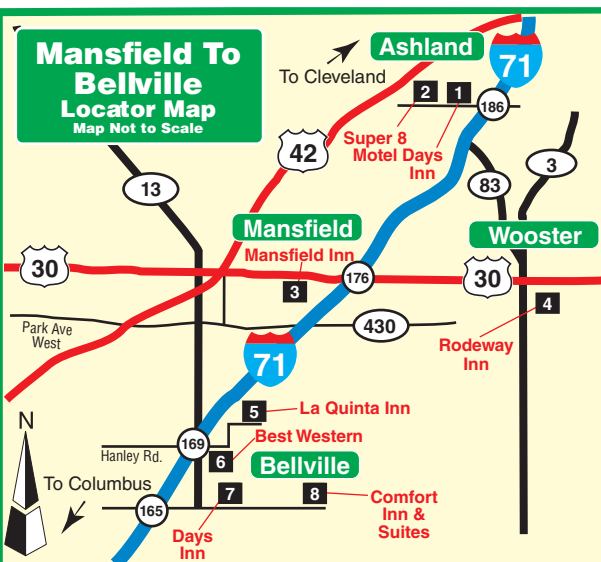 Mansfield To
Bellville
Locator Map
Map Not to Scale
To Cleveland
Ashland
71
2
1
186
Super 8
Motel Days
Inn
42
13
83
3
Mansfield
Mansfield Inn
Wooster
30
3
176
30
4
Park Ave
West
430
Rodeway
Inn
71
5
La Quinta Inn
169
Best Western
Hanley Rd.
6
Bellville
N
To Columbus
7
8
165
Days
Inn
Comfort
Inn &
Suites